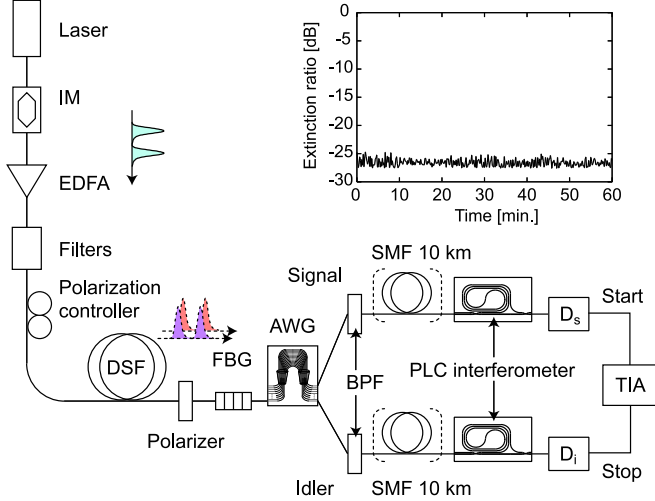 Laser
IM
EDFA
Filters
Polarization
controller
DSF
Polarizer
FBG
AWG
Signal
Idler
BPF
SMF 10 km
SMF 10 km
PLC interferometer
Ds
Di
Start
TIA
Stop
Extinction ratio [dB]
0
-5
-10
-15
-20
-25
-30
0 10 20 30 40 50 60
Time [min.]